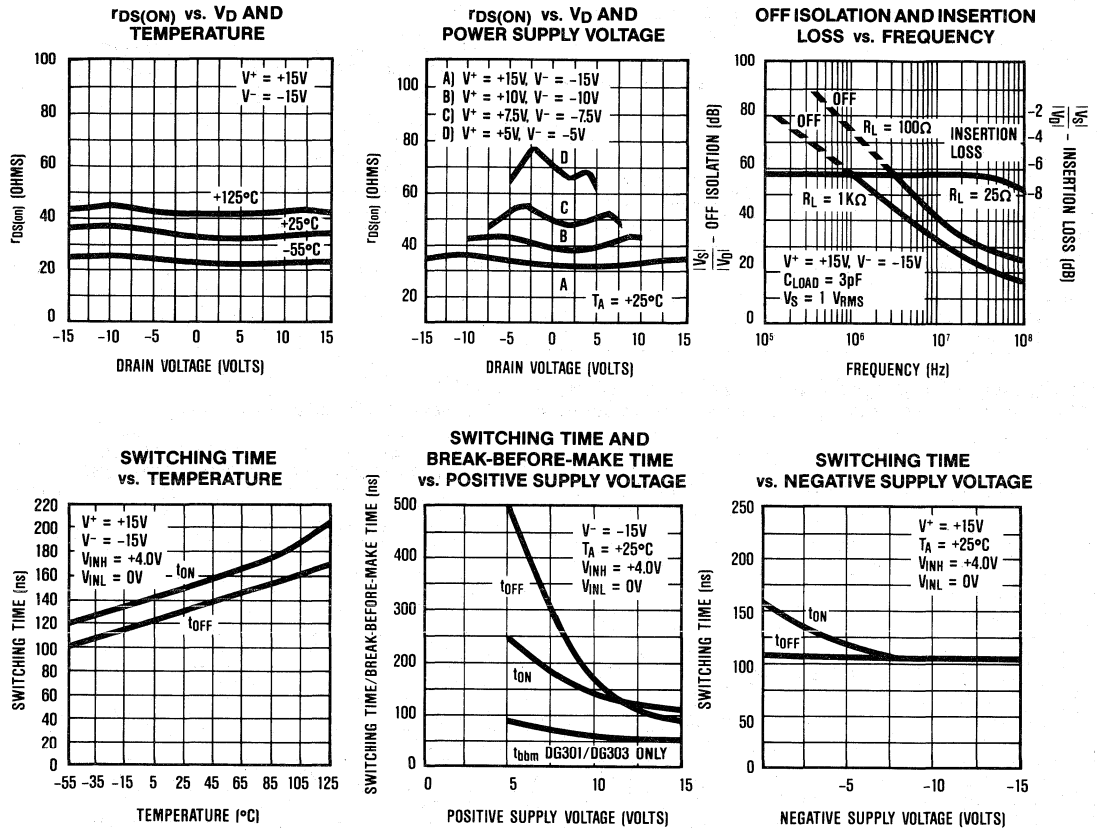 rDS(ON) vs. VD AND
TEMPERATURE
100
80
60
40
20
0
rDS(on) (OHMS)
V+ = +15V
V− = −15V
+125°C
+25°C
−55°C
−15 −10 −5 0 5 10 15
DRAIN VOLTAGE (VOLTS)
rDS(ON) vs. VD AND
POWER SUPPLY VOLTAGE
100
80
60
40
20
rDS(on) (OHMS)
A) V+ = +15V, V− = −15V
B) V+ = +10V, V− = −10V
C) V+ = +7.5V, V− = −7.5V
D) V+ = +5V, V− = −5V
D
C
B
A
TA = +25°C
−15 −10 −5 0 5 10 15
DRAIN VOLTAGE (VOLTS)
OFF ISOLATION AND INSERTION
LOSS vs. FREQUENCY
100
80
60
40
20
0
|VS|/|VD| − OFF ISOLATION (dB)
OFF
OFF
RL = 100Ω
INSERTION
LOSS
RL = 1KΩ
RL = 25Ω
V+ = +15V, V− = −15V
CLOAD = 3pF
VS = 1 VRMS
−2
−4
−6
−8
|VS|/|VD| − INSERTION LOSS (dB)
10⁵ 10⁶ 10⁷ 10⁸
FREQUENCY (Hz)
SWITCHING TIME
vs. TEMPERATURE
220
200
180
160
140
120
100
80
60
40
20
0
SWITCHING TIME (ns)
V+ = +15V
V− = −15V
VINH = +4.0V
VINL = 0V
tON
tOFF
−55 −35 −15 5 25 45 65 85 105 125
TEMPERATURE (°C)
SWITCHING TIME AND
BREAK-BEFORE-MAKE TIME
vs. POSITIVE SUPPLY VOLTAGE
500
400
300
200
100
0
SWITCHING TIME/BREAK-BEFORE-MAKE TIME (ns)
V− = −15V
TA = +25°C
VINH = +4.0V
VINL = 0V
tOFF
tON
tbbm DG301/DG303 ONLY
0 5 10 15
POSITIVE SUPPLY VOLTAGE (VOLTS)
SWITCHING TIME
vs. NEGATIVE SUPPLY VOLTAGE
250
200
150
100
50
0
SWITCHING TIME (ns)
V+ = +15V
TA = +25°C
VINH = +4.0V
VINL = 0V
tON
tOFF
−5 −10 −15
NEGATIVE SUPPLY VOLTAGE (VOLTS)